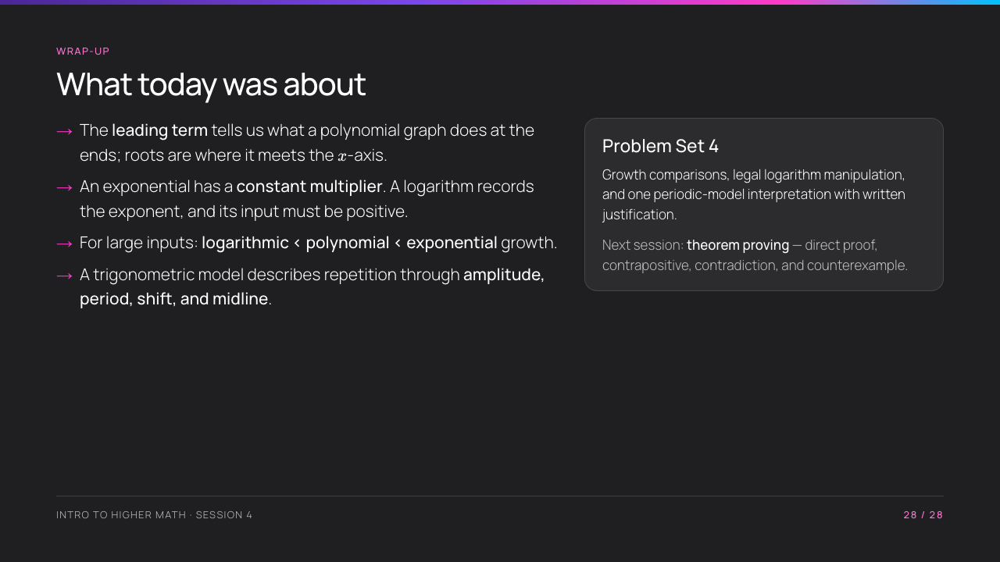 WRAP-UP
What today was about
→ The leading term tells us what a polynomial graph does at the
ends; roots are where it meets the x-axis.
→ An exponential has a constant multiplier. A logarithm records
the exponent, and its input must be positive.
→ For large inputs: logarithmic < polynomial < exponential growth.
→ A trigonometric model describes repetition through amplitude,
period, shift, and midline.
Problem Set 4
Growth comparisons, legal logarithm manipulation,
and one periodic-model interpretation with written
justification.
Next session: theorem proving — direct proof,
contrapositive, contradiction, and counterexample.
INTRO TO HIGHER MATH · SESSION 4
28 / 28